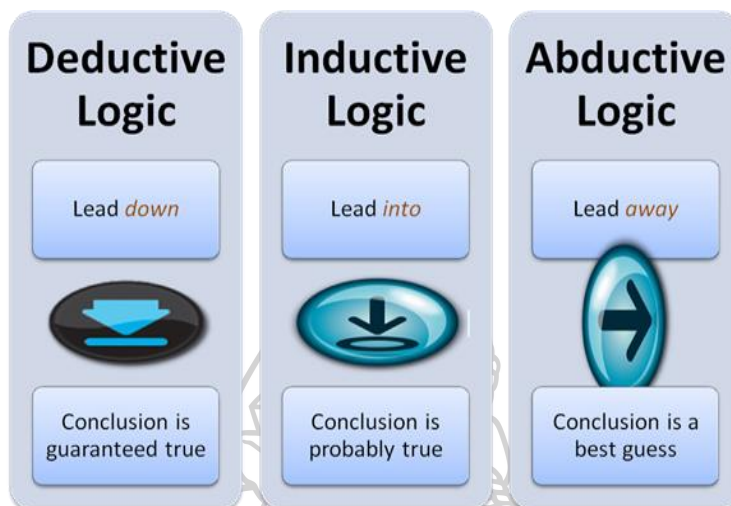 Deductive
Logic
Lead down
Conclusion is
guaranteed true
Inductive
Logic
Lead into
Conclusion is
probably true
Abductive
Logic
Lead away
Conclusion is a
best guess